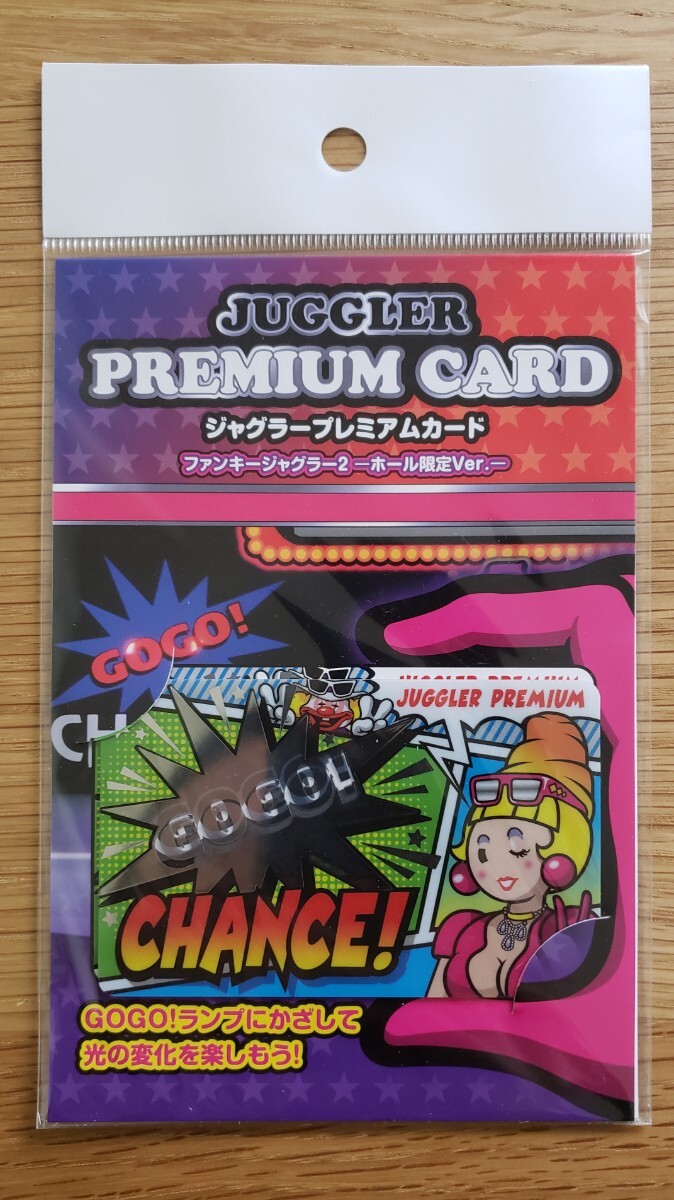 JUGGLER
PREMIUM CARD
ジャグラープレミアムカード
ファンキージャグラー2 ーホール限定Ver.ー
GOGO!
CH
JUGGLER PREMIUM
JUGGLER PREMIUM
GOGO!
CHANCE!
GOGO!ランプにかざして
光の変化を楽しもう!